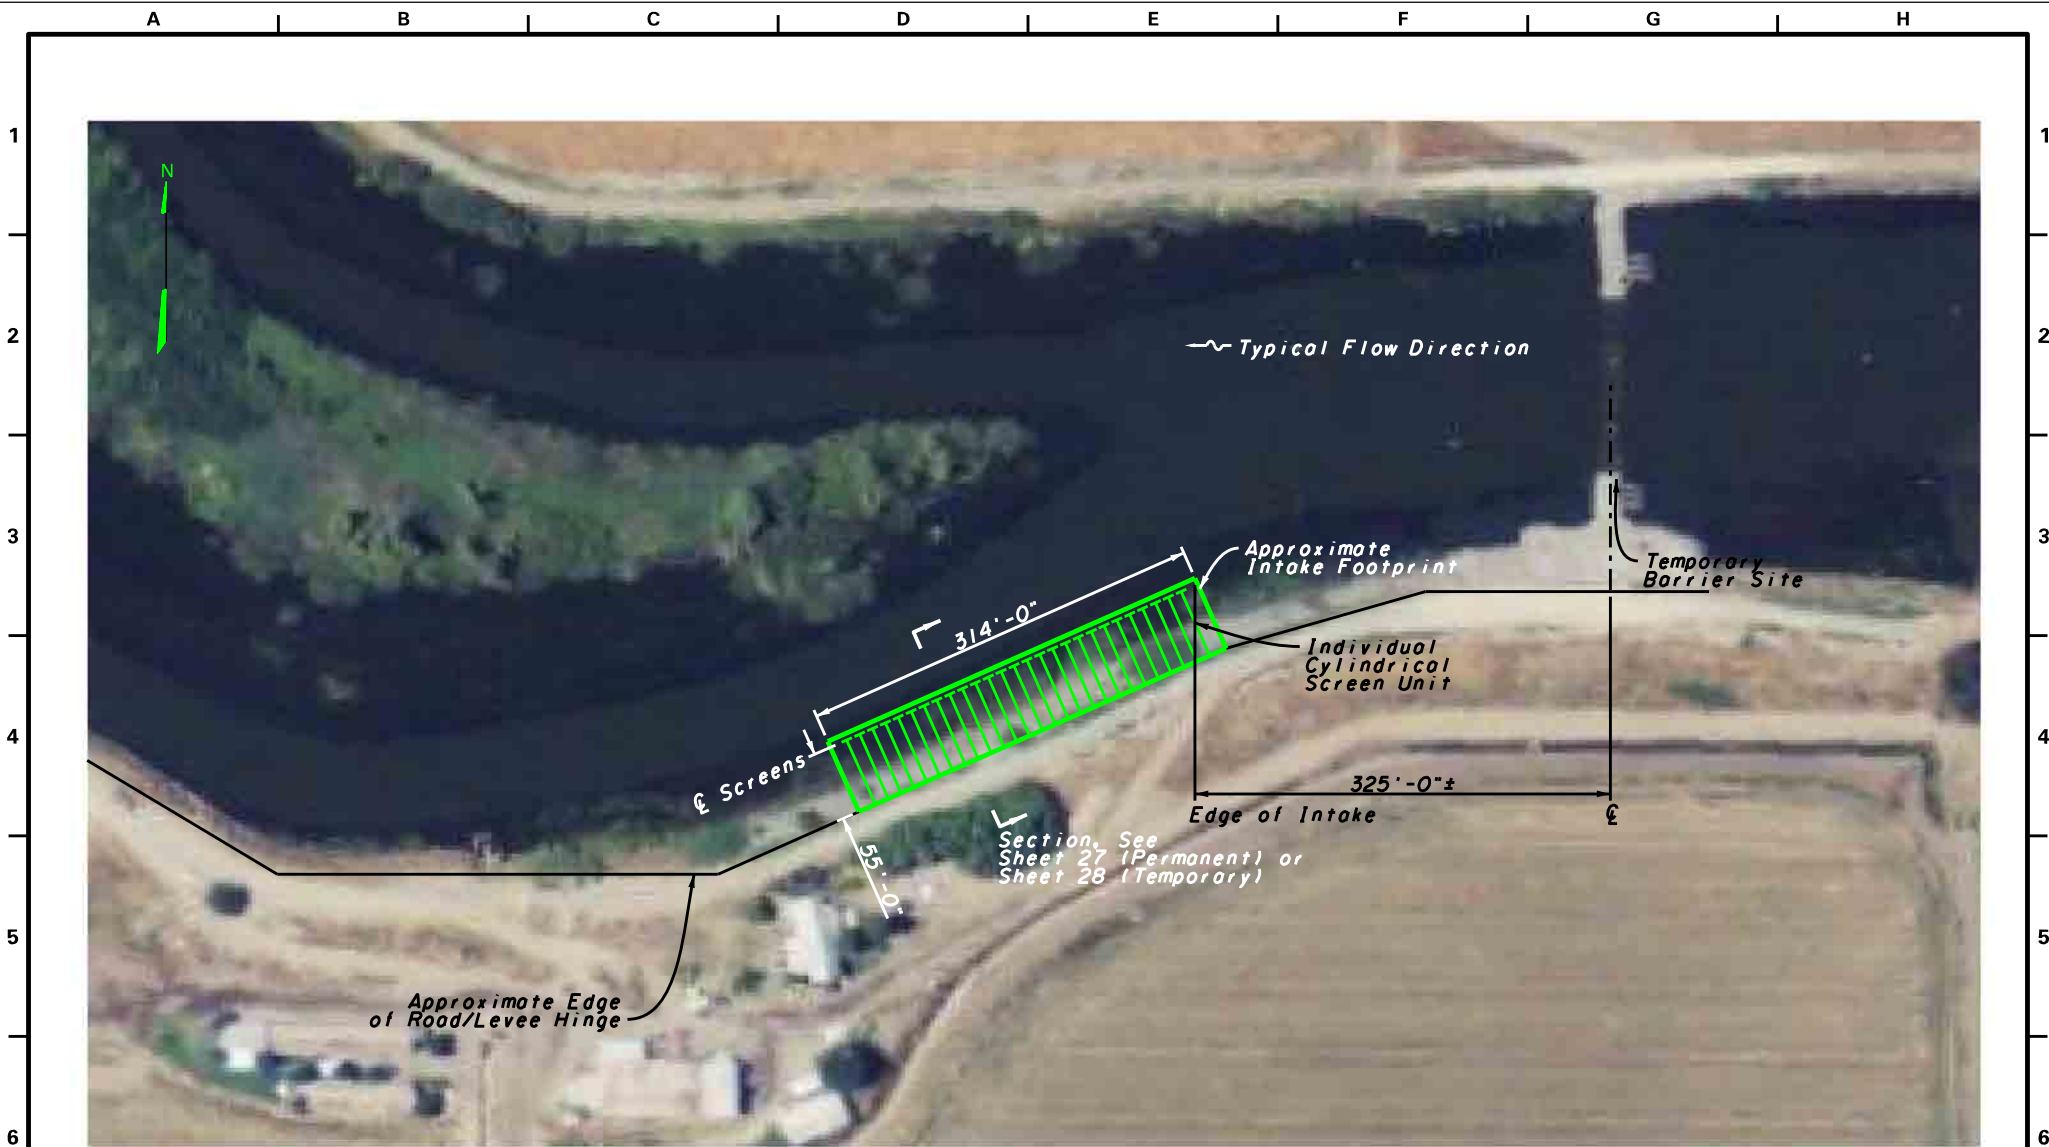 A B C D E F G H
1 1
N
2 2
Typical Flow Direction
3 3
Approximate
Intake Footprint
Temporary
Barrier Site
314'-0"
Individual
Cylindrical
Screen Unit
4 4
℄ Screens
325'-0"±
Edge of Intake
℄
Section, See
Sheet 27 (Permanent) or
Sheet 28 (Temporary)
55'-0"
5 5
Approximate Edge
of Road/Levee Hinge
6 6